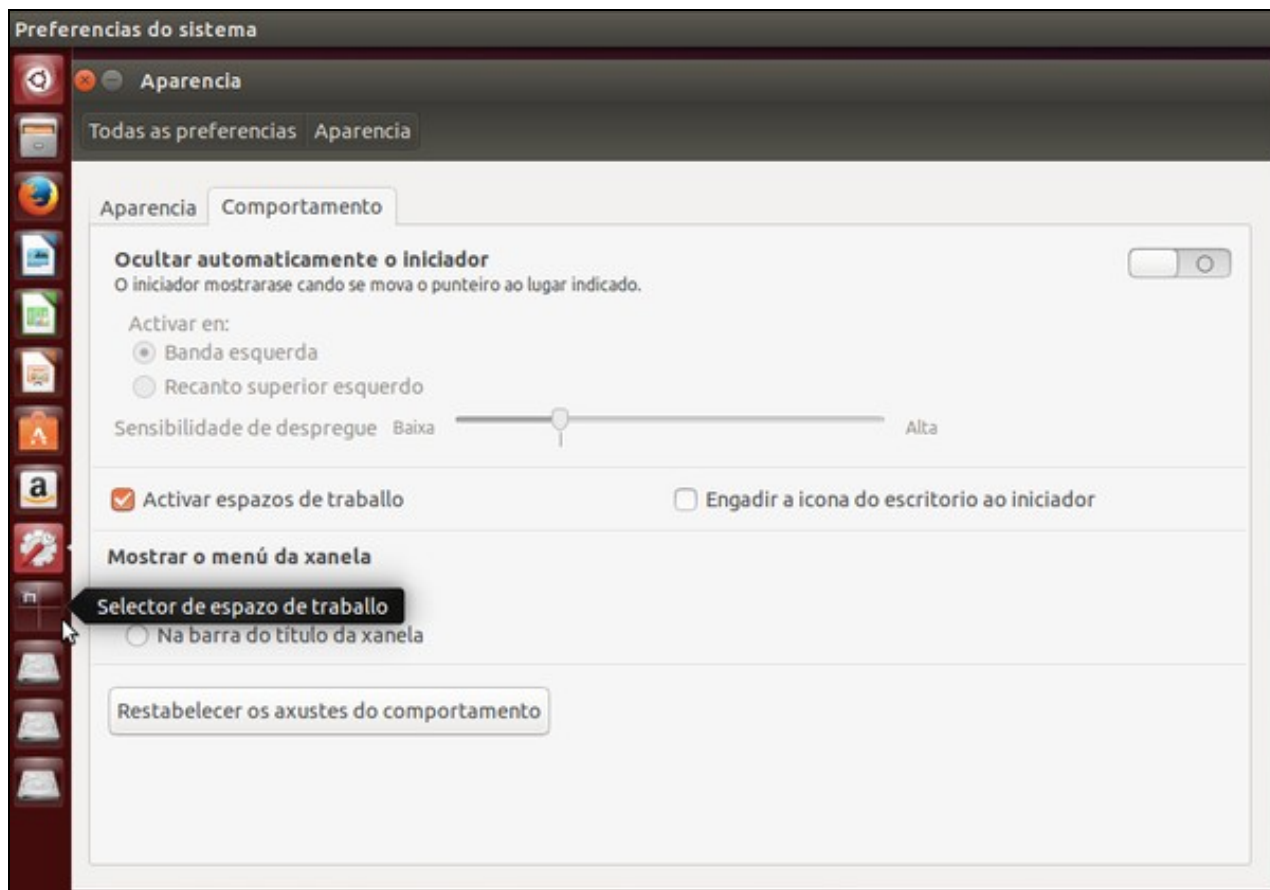 Preferencias do sistema
Aparencia
Todas as preferencias Aparencia
Aparencia Comportamento
Ocultar automaticamente o iniciador
O iniciador mostrarase cando se mova o punteiro ao lugar indicado.
Activar en:
Banda esquerda
Recanto superior esquerdo
Sensibilidade de despregue Baixa Alta
Activar espazos de traballo Engadir a icona do escritorio ao iniciador
Mostrar o menú da xanela
Selector de espazo de traballo
Na barra do título da xanela
Restabelecer os axustes do comportamento